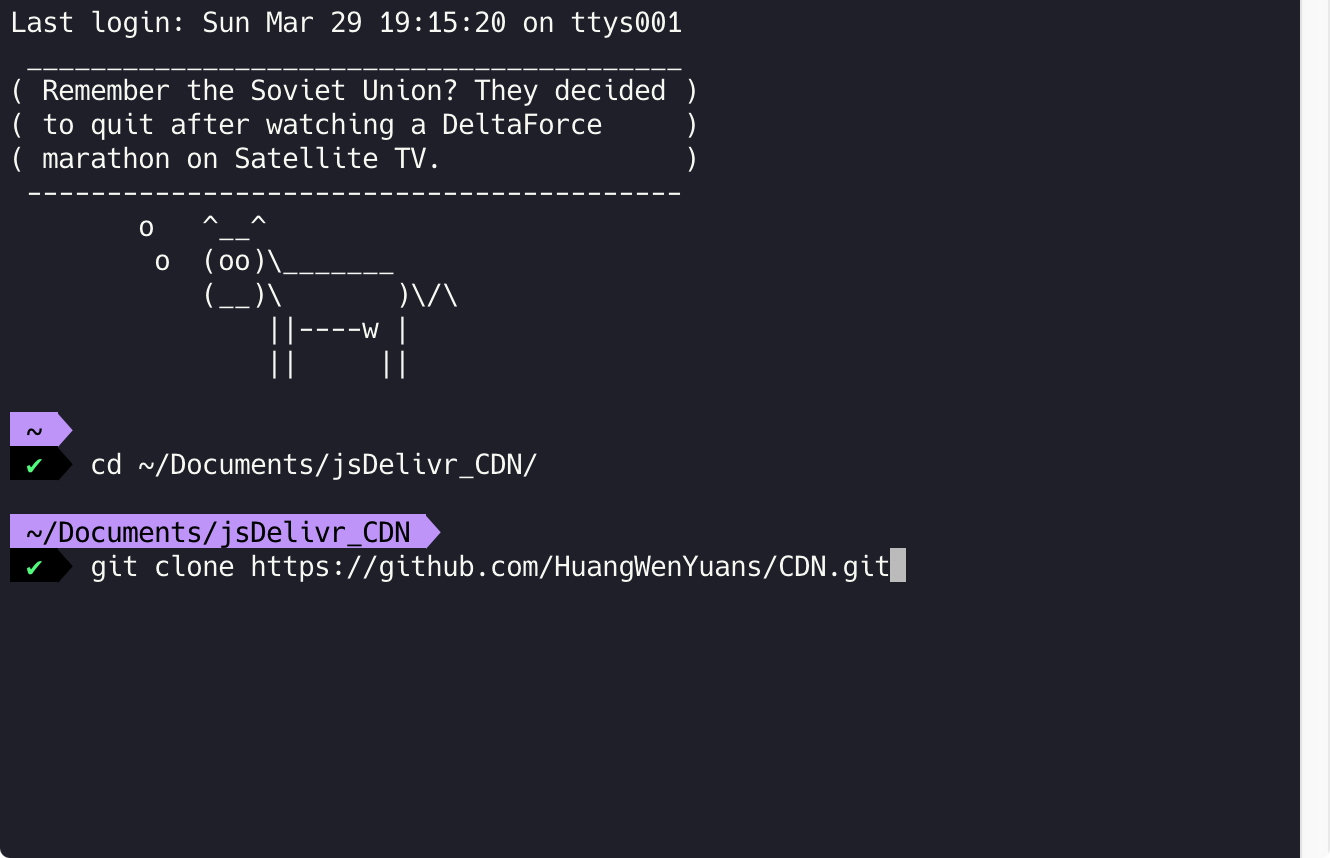 Last login: Sun Mar 29 19:15:20 on ttys001
 _________________________________________
( Remember the Soviet Union? They decided )
( to quit after watching a DeltaForce     )
( marathon on Satellite TV.               )
 -----------------------------------------
        o   ^__^
         o  (oo)\_______
            (__)\       )\/\
                ||----w |
                ||     ||
~
✔ cd ~/Documents/jsDelivr_CDN/
~/Documents/jsDelivr_CDN
✔ git clone https://github.com/HuangWenYuans/CDN.git